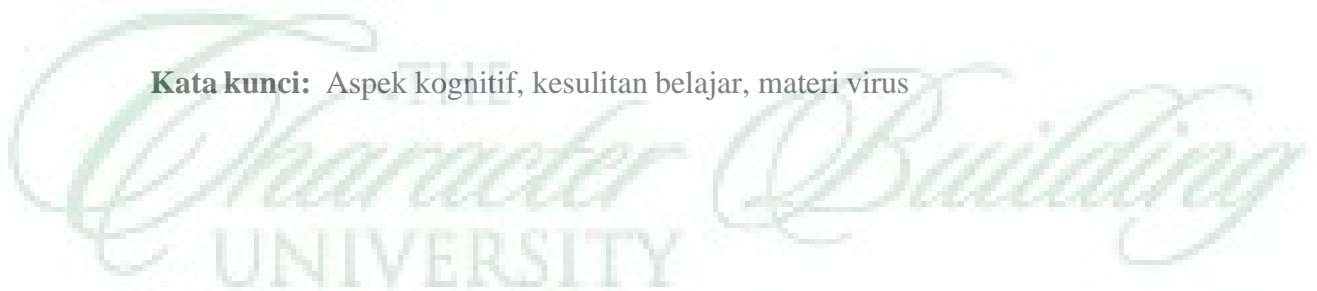 Kata kunci: Aspek kognitif, kesulitan belajar, materi virus
THE
Character Building
UNIVERSITY